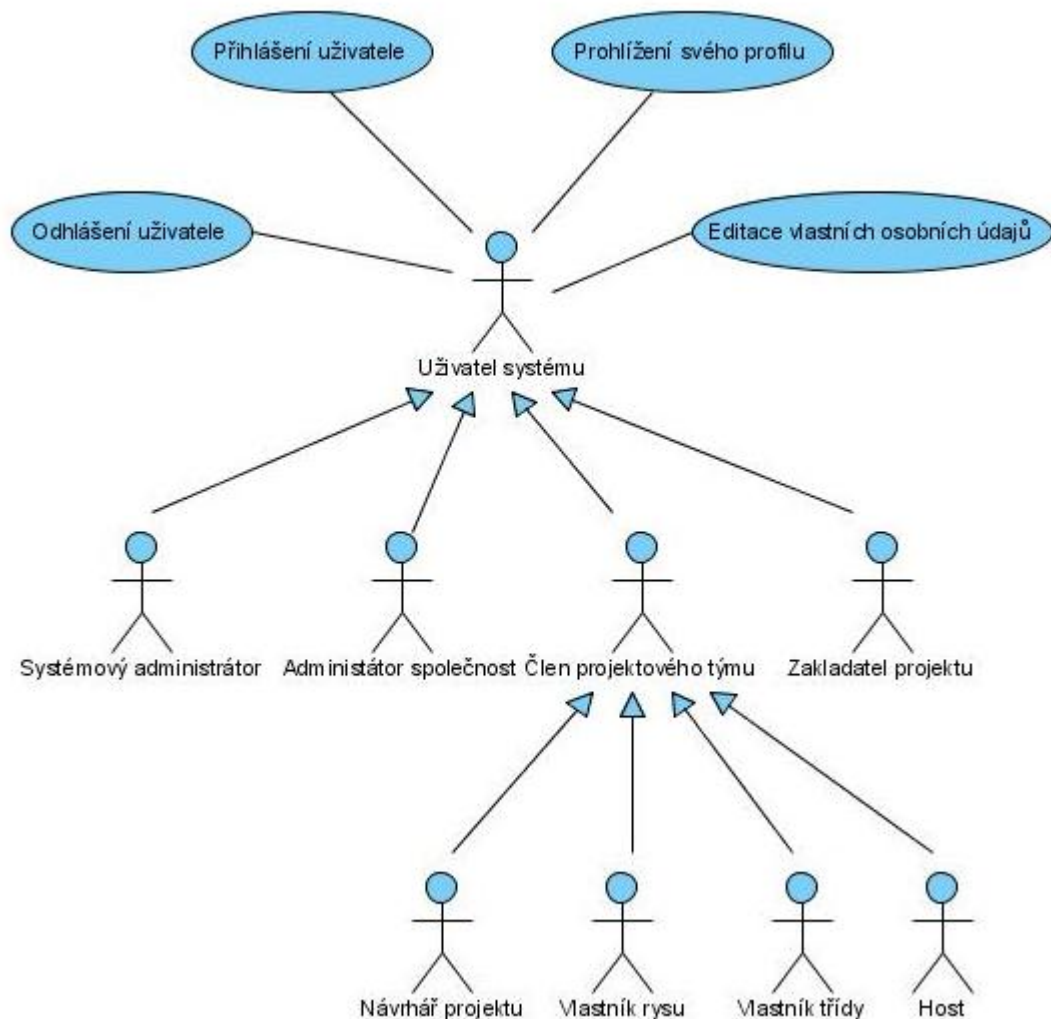 Přihlášení uživatele
Prohlížení svého profilu
Odhlášení uživatele
Editace vlastních osobních údajů
Uživatel systému
Systémový administrátor
Administátor společnost
Člen projektového týmu
Zakladatel projektu
Návrhář projektu
Vlastník rysu
Vlastník třídy
Host